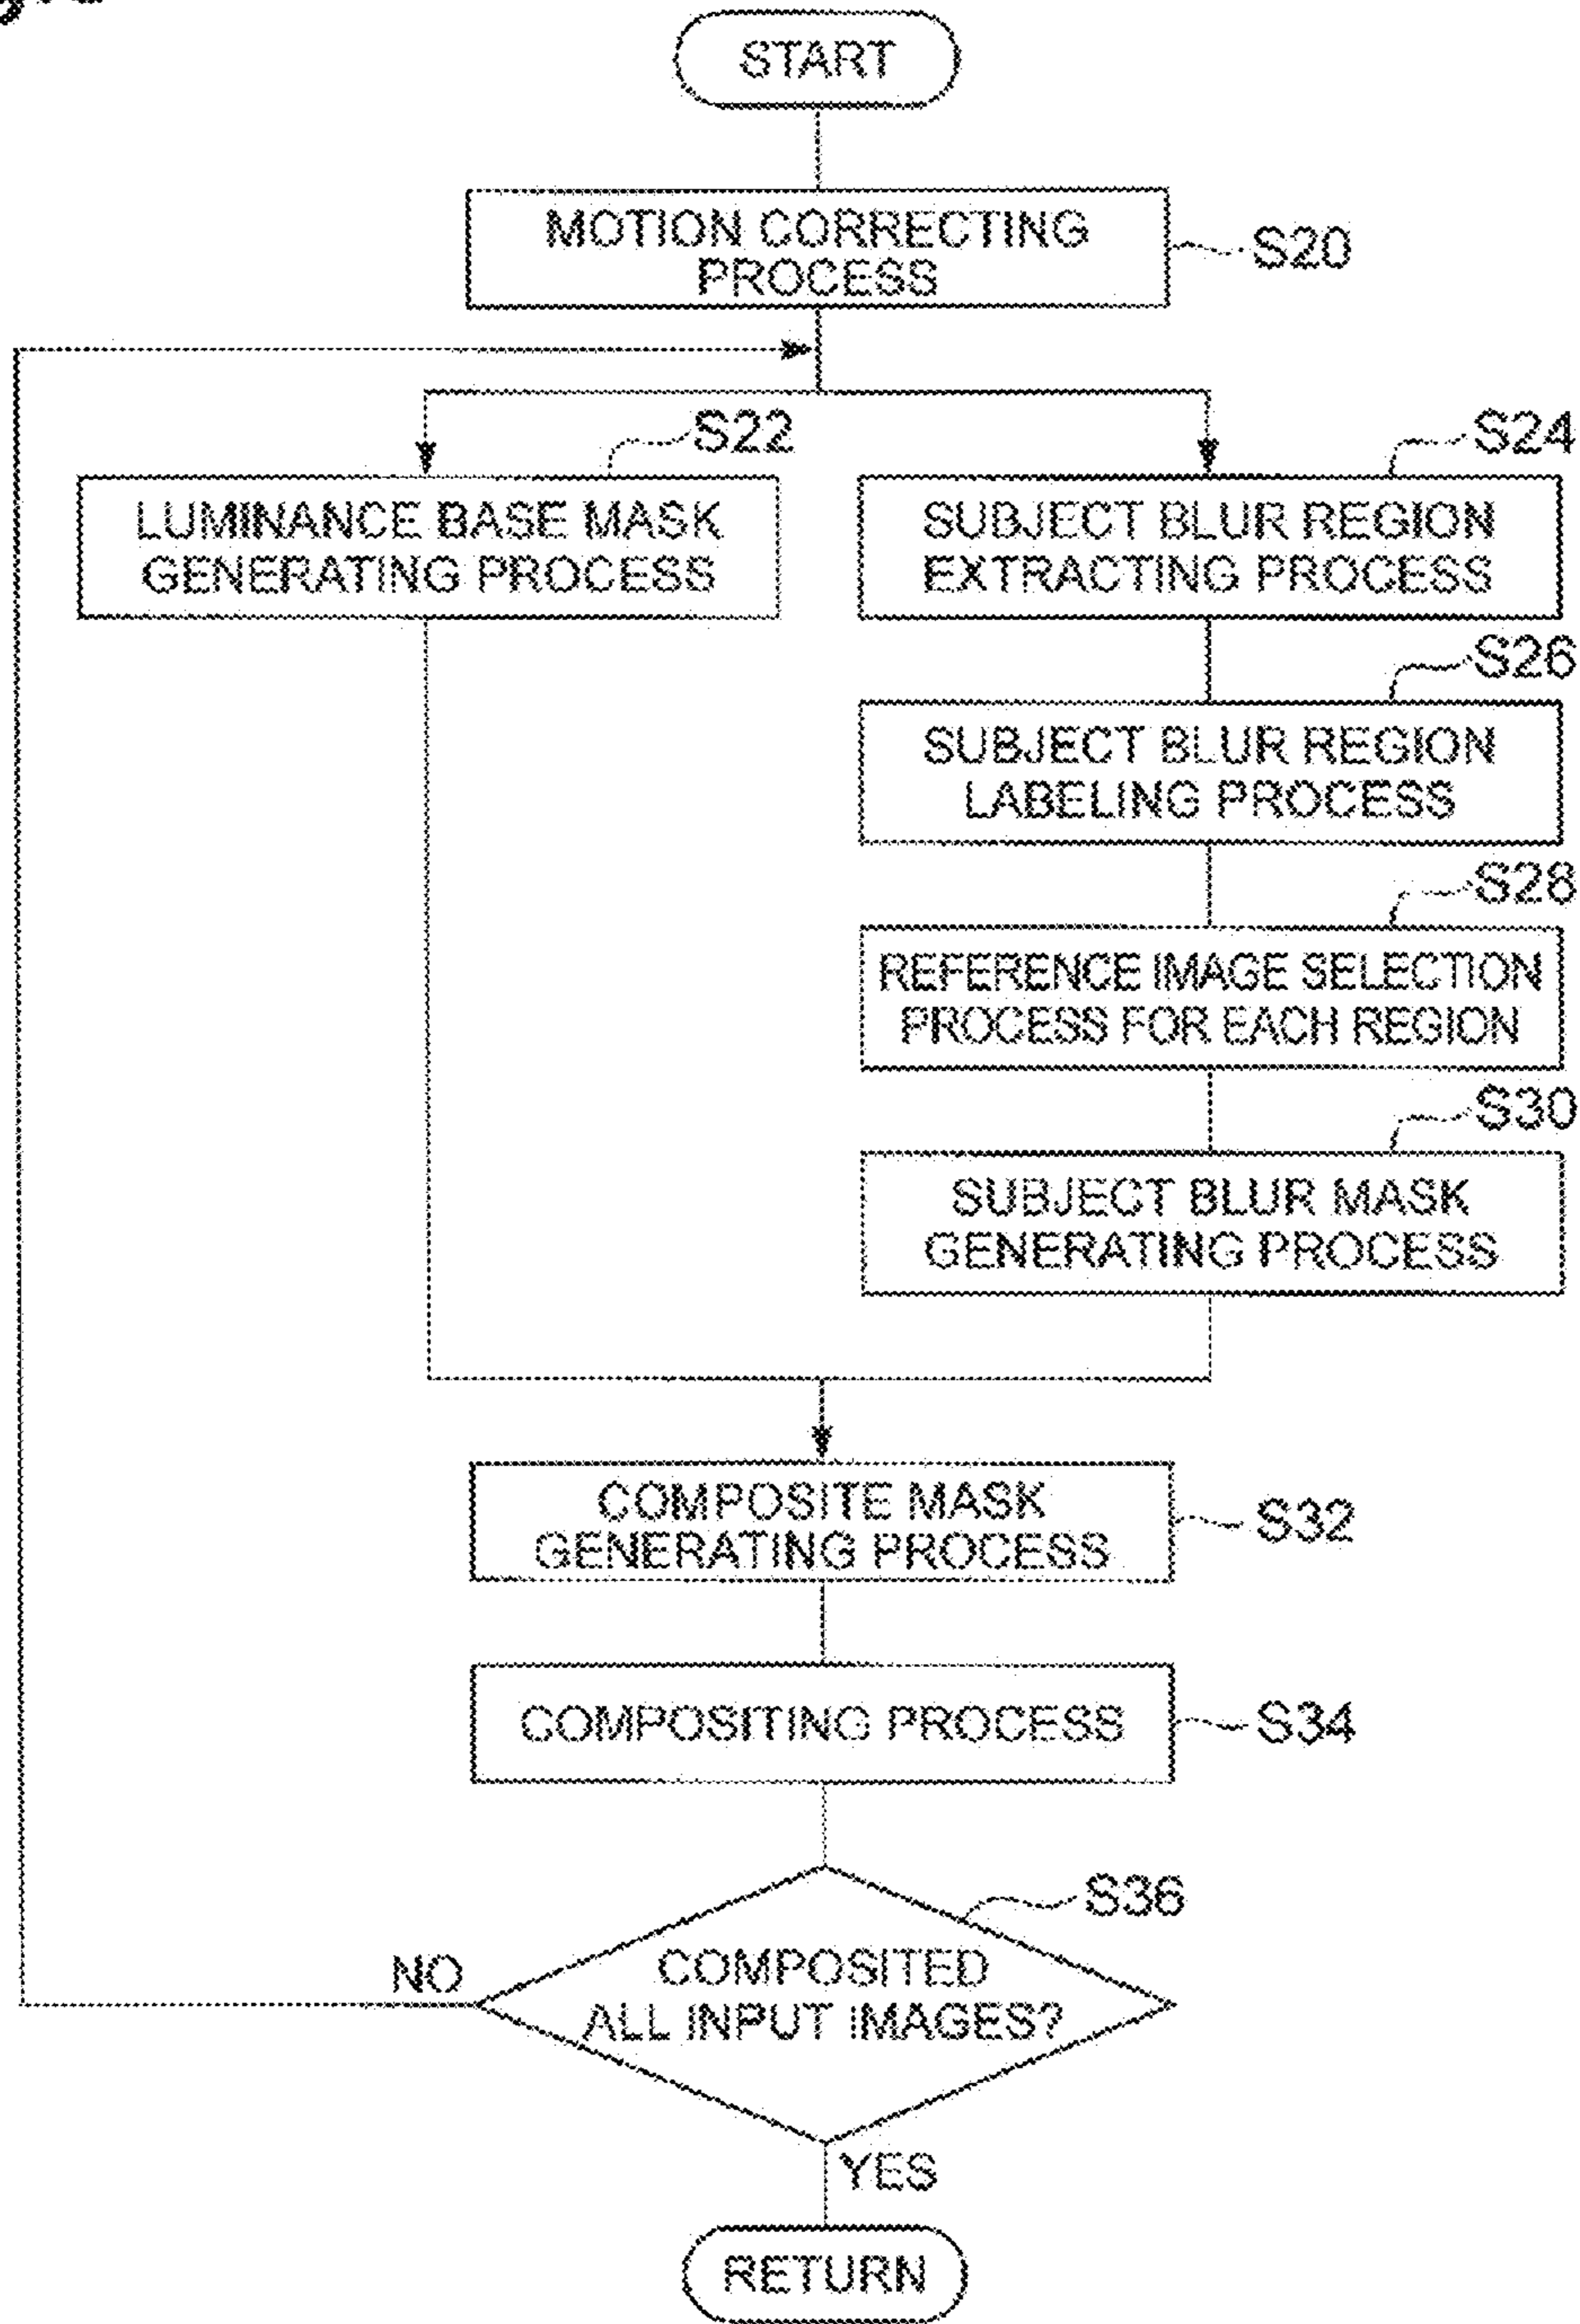 START
MOTION CORRECTING
PROCESS
S20
S22
S24
LUMINANCE BASE MASK
GENERATING PROCESS
SUBJECT BLUR REGION
EXTRACTING PROCESS
S26
SUBJECT BLUR REGION
LABELING PROCESS
S28
REFERENCE IMAGE SELECTION
PROCESS FOR EACH REGION
S30
SUBJECT BLUR MASK
GENERATING PROCESS
COMPOSITE MASK
GENERATING PROCESS
S32
COMPOSITING PROCESS
S34
S36
COMPOSITED
ALL INPUT IMAGES?
NO
YES
RETURN